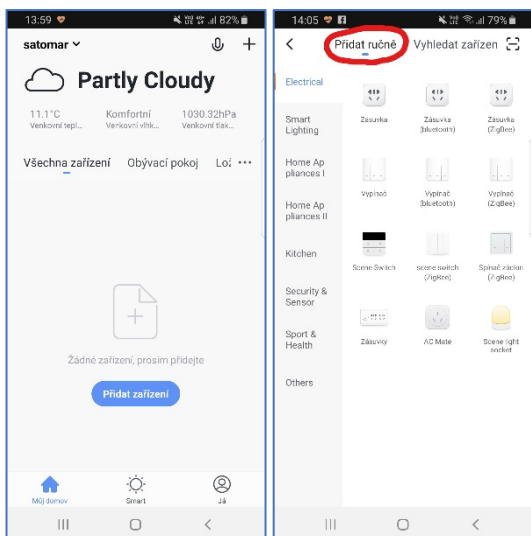 13:59
82%
satomar
Partly Cloudy
11.1°C
Komfortní
1030.32hPa
Venkovní tepl...
Venkovní vlhk...
Venkovní tlak...
Všechna zařízení
Obývací pokoj
Lož
Žádné zařízení, prosím přidejte
Přidat zařízení
Můj domov
Smart
Já
14:05
79%
Přidat ručně
Vyhledat zařízen
Electrical
Smart
Lighting
Home Ap
pliances I
Home Ap
pliances II
Kitchen
Security &
Sensor
Sport &
Health
Others
Zásuvka
Zásuvka
(bluetooth)
Zásuvka
(ZigBee)
Vypínač
Vypínač
(bluetooth)
Vypínač
(ZigBee)
Scene Switch
scene switch
(ZigBee)
Spínač záclon
(ZigBee)
Zásuvky
AC Mate
Scene light
socket